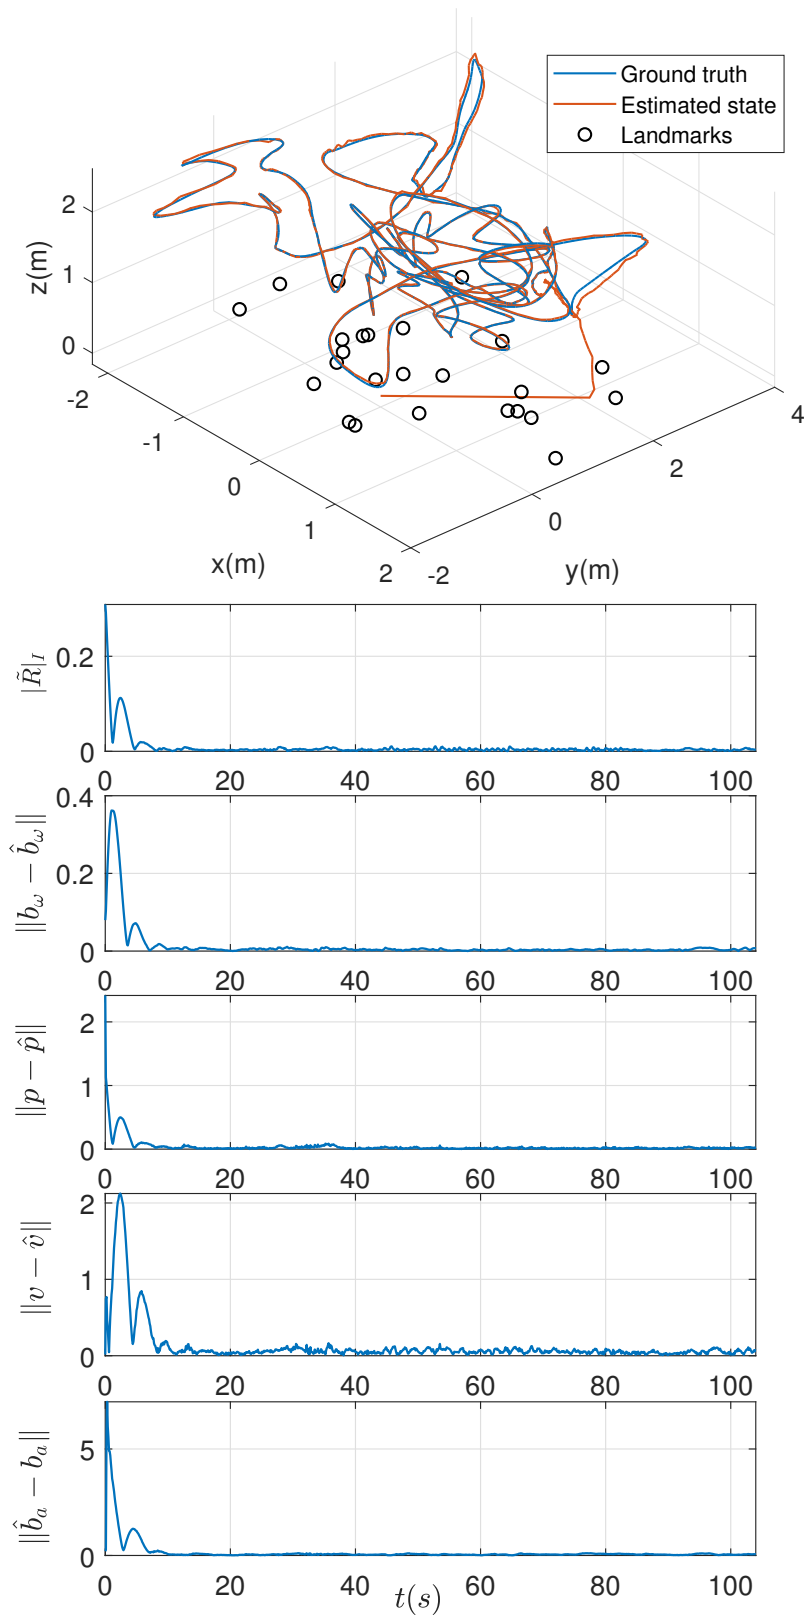 Ground truth
Estimated state
Landmarks
2
1
0
z(m)
-2
-1
0
1
2
x(m)
-2
0
2
4
y(m)
0.2
0
|R̃|_I
0 20 40 60 80 100
0.4
0.2
0
||b_ω − b̂_ω||
0 20 40 60 80 100
2
1
0
||p − p̂||
0 20 40 60 80 100
2
1
0
||v − v̂||
0 20 40 60 80 100
5
0
||b̂_a − b_a||
0 20 40 60 80 100
t(s)